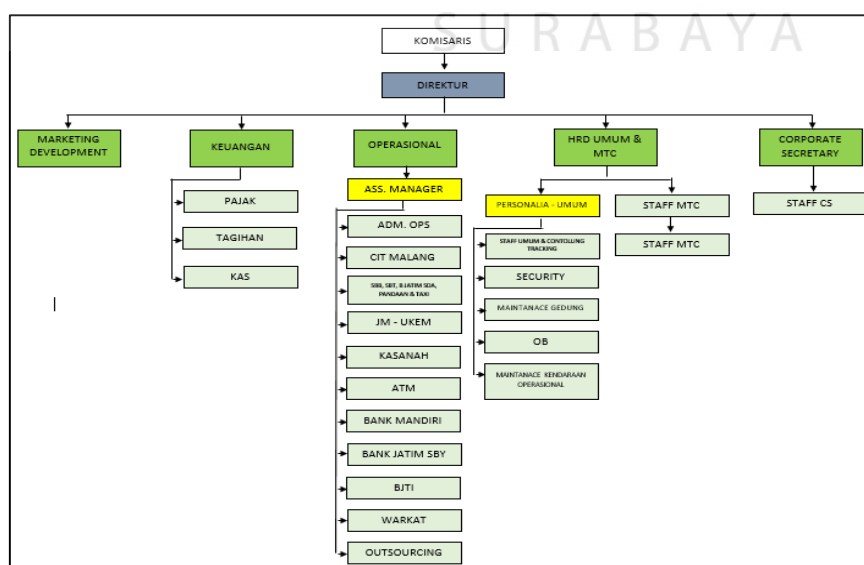 SURABAYA
KOMISARIS
DIREKTUR
MARKETING
DEVELOPMENT
KEUANGAN
OPERASIONAL
HRD UMUM &
MTC
CORPORATE
SECRETARY
PAJAK
TAGIHAN
KAS
ASS. MANAGER
ADM. OPS
CIT MALANG
SBB, SBT, BJATIM SDA,
PANDAAN & TAXI
JM - UKEM
KASANAH
ATM
BANK MANDIRI
BANK JATIM SBY
BJTI
WARKAT
OUTSOURCING
PERSONALIA - UMUM
STAFF UMUM & CONTOLLING
TRACKING
SECURITY
MAINTANACE GEDUNG
OB
MAINTANACE KENDARAAN
OPERASIONAL
STAFF MTC
STAFF MTC
STAFF CS